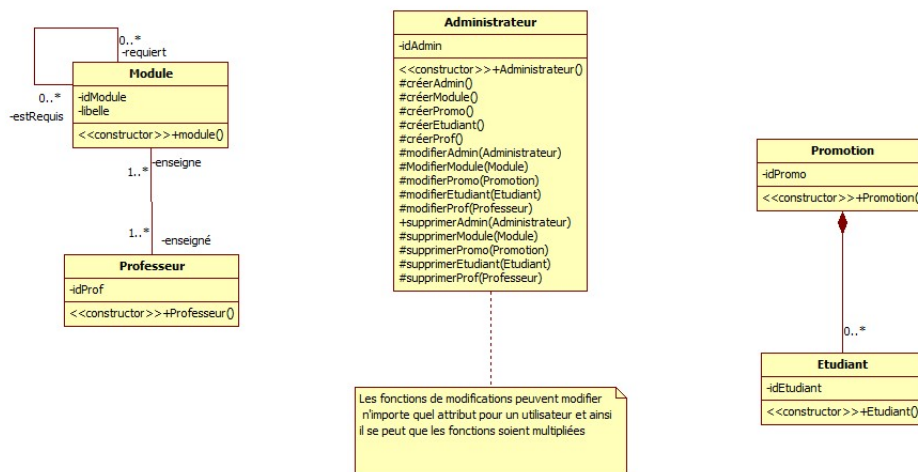 0..*
-requiert
Module
-idModule
-libelle
<<constructor>>+module()
0..*
-estRequis
-enseigne
1..*
1..*
-enseigné
Professeur
-idProf
<<constructor>>+Professeur()
Administrateur
-idAdmin
<<constructor>>+Administrateur()
#créerAdmin()
#créerModule()
#créerPromo()
#créerEtudiant()
#créerProf()
#modifierAdmin(Administrateur)
#ModifierModule(Module)
#modifierPromo(Promotion)
#modifierEtudiant(Etudiant)
#modifierProf(Professeur)
+supprimerAdmin(Administrateur)
#supprimerModule(Module)
#supprimerPromo(Promotion)
#supprimerEtudiant(Etudiant)
#supprimerProf(Professeur)
Les fonctions de modifications peuvent modifier
n'importe quel attribut pour un utilisateur et ainsi
il se peut que les fonctions soient multipliées
Promotion
-idPromo
<<constructor>>+Promotion()
0..*
Etudiant
-idEtudiant
<<constructor>>+Etudiant()